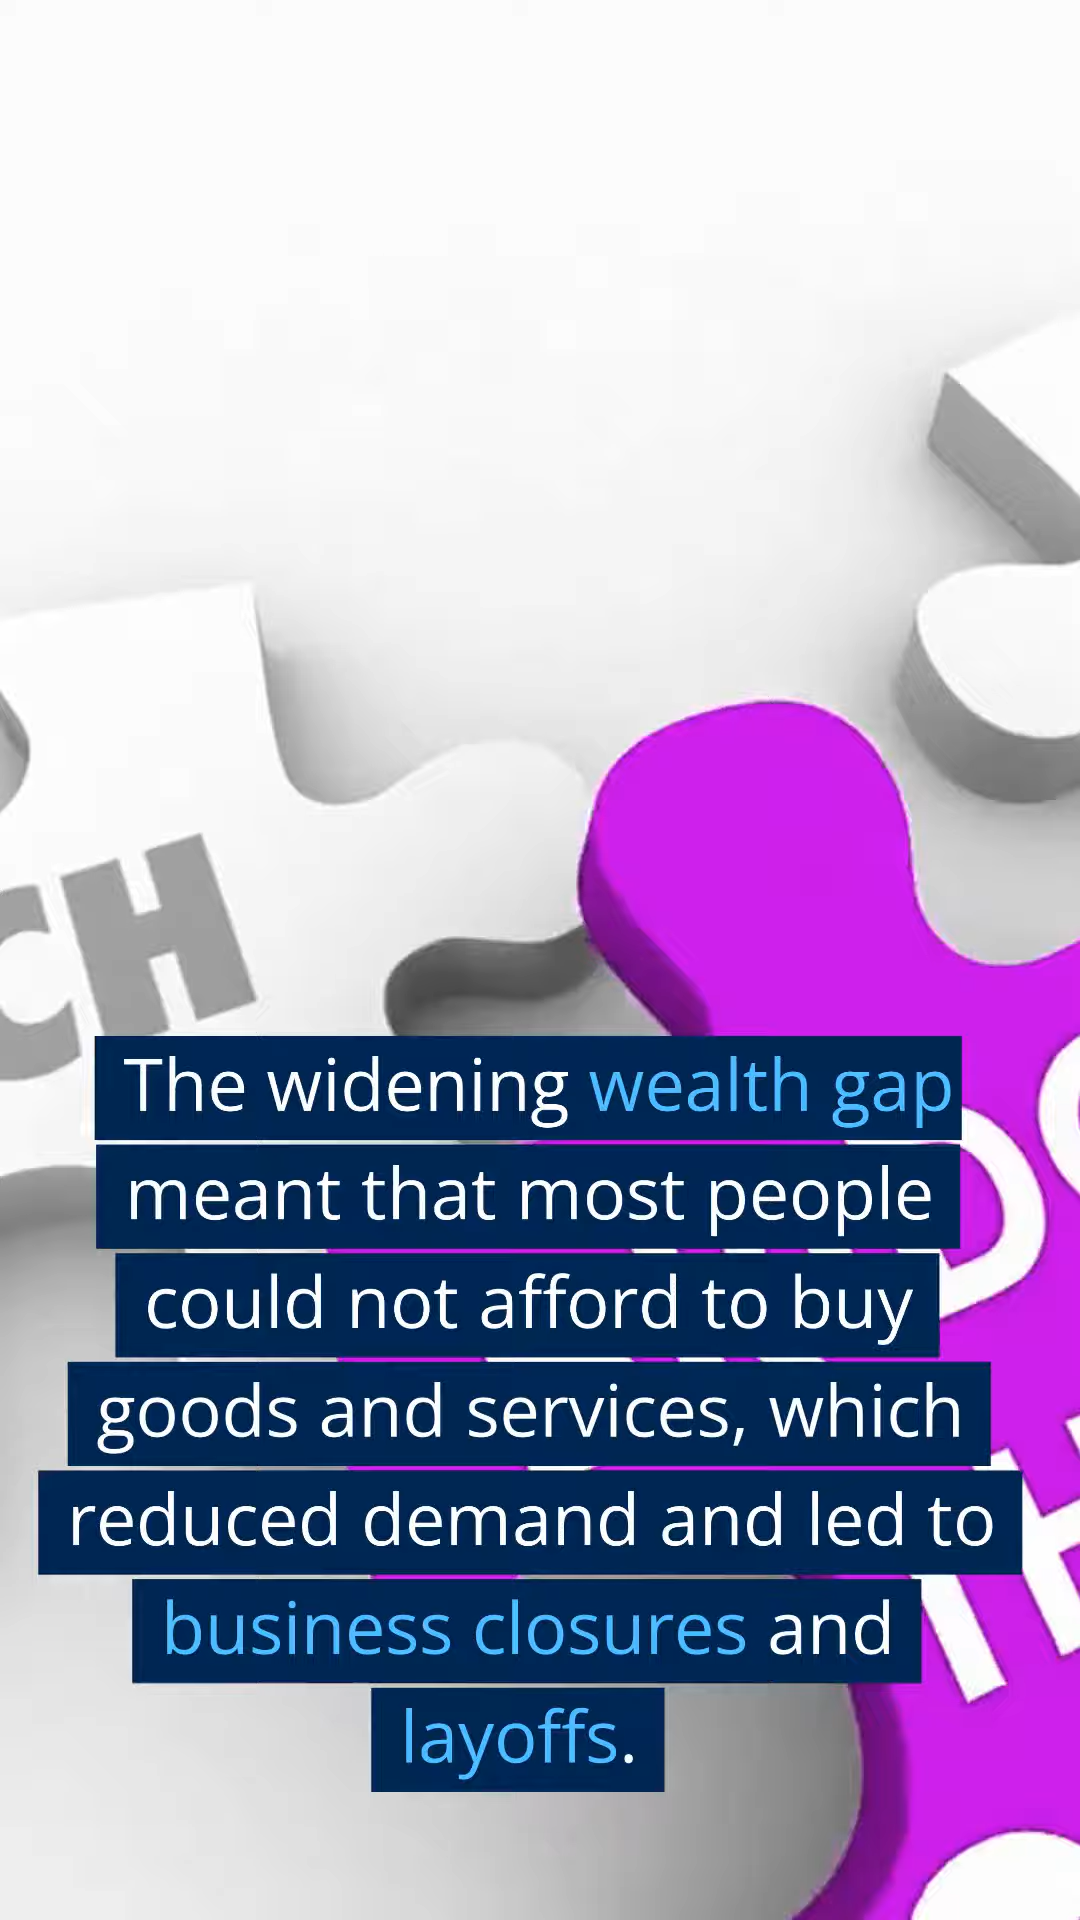 CH
The widening wealth gap
meant that most people
could not afford to buy
goods and services, which
reduced demand and led to
business closures and
layoffs.